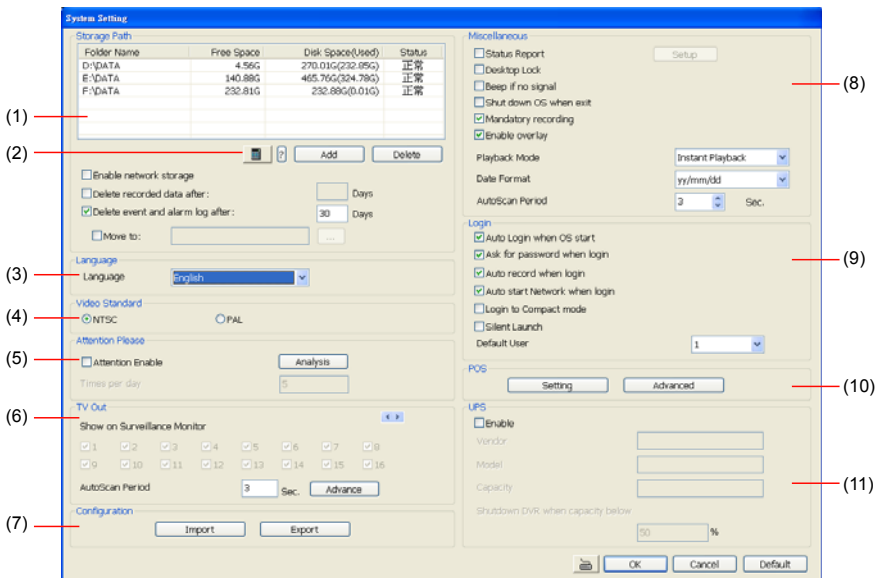 System Setting
Storage Path
Folder Name Free Space Disk Space(Used) Status
D:\DATA 4.56G 270.01G(232.85G) 正常
E:\DATA 140.88G 465.76G(324.78G) 正常
F:\DATA 232.81G 232.88G(0.01G) 正常
(1)
(2)
? Add Delete
Enable network storage
Delete recorded data after: Days
Delete event and alarm log after: 30 Days
Move to: ...
Language
(3)
Language English
Video Standard
(4)
NTSC PAL
Attention Please
(5)
Attention Enable Analysis
Times per day 5
TV Out
(6)
Show on Surveillance Monitor
1 2 3 4 5 6 7 8
9 10 11 12 13 14 15 16
AutoScan Period 3 Sec. Advance
Configuration
(7)
Import Export
Miscellaneous
Status Report Setup
Desktop Lock
Beep if no signal
(8)
Shut down OS when exit
Mandatory recording
Enable overlay
Playback Mode Instant Playback
Date Format yy/mm/dd
AutoScan Period 3 Sec.
Login
Auto Login when OS start
Ask for password when login
(9)
Auto record when login
Auto start Network when login
Login to Compact mode
Silent Launch
Default User 1
POS
Setting Advanced
(10)
UPS
Enable
Vendor
Model
Capacity
(11)
Shutdown DVR when capacity below
50 %
OK Cancel Default